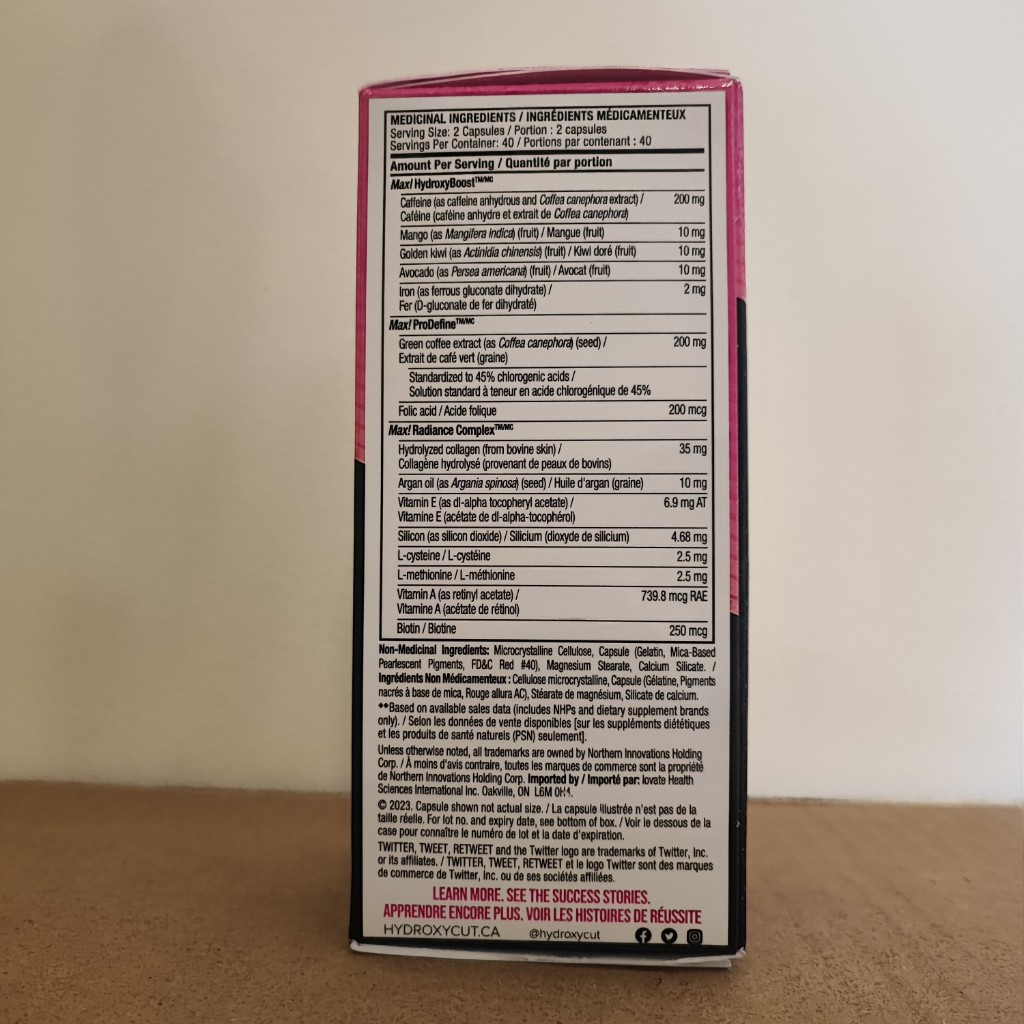 MEDICINAL INGREDIENTS / INGRÉDIENTS MÉDICAMENTEUX
Serving Size: 2 Capsules / Portion : 2 capsules
Servings Per Container: 40 / Portions par contenant : 40
Amount Per Serving / Quantité par portion
Max! HydroxyBoost™/MC
Caffeine (as caffeine anhydrous and Coffea canephora extract) / 200 mg
Caféine (caféine anhydre et extrait de Coffea canephora)
Mango (as Mangifera indica) (fruit) / Mangue (fruit) 10 mg
Golden kiwi (as Actinidia chinensis) (fruit) / Kiwi doré (fruit) 10 mg
Avocado (as Persea americana) (fruit) / Avocat (fruit) 10 mg
Iron (as ferrous gluconate dihydrate) / 2 mg
Fer (D-gluconate de fer dihydraté)
Max! ProDefine™/MC
Green coffee extract (as Coffea canephora) (seed) / 200 mg
Extrait de café vert (graine)
Standardized to 45% chlorogenic acids /
Solution standard à teneur en acide chlorogénique de 45%
Folic acid / Acide folique 200 mcg
Max! Radiance Complex™/MC
Hydrolyzed collagen (from bovine skin) / 35 mg
Collagène hydrolysé (provenant de peaux de bovins)
Argan oil (as Argania spinosa) (seed) / Huile d'argan (graine) 10 mg
Vitamin E (as dl-alpha tocopheryl acetate) / 6.9 mg AT
Vitamine E (acétate de dl-alpha-tocophérol)
Silicon (as silicon dioxide) / Silicium (dioxyde de silicium) 4.68 mg
L-cysteine / L-cystéine 2.5 mg
L-methionine / L-méthionine 2.5 mg
Vitamin A (as retinyl acetate) / 739.8 mcg RAE
Vitamine A (acétate de rétinol)
Biotin / Biotine 250 mcg
Non-Medicinal Ingredients: Microcrystalline Cellulose, Capsule (Gelatin, Mica-Based
Pearlescent Pigments, FD&C Red #40), Magnesium Stearate, Calcium Silicate. /
Ingrédients Non Médicamenteux : Cellulose microcrystalline, Capsule (Gélatine, Pigments
nacrés à base de mica, Rouge allura AC), Stéarate de magnésium, Silicate de calcium.
++Based on available sales data (includes NHPs and dietary supplement brands
only). / Selon les données de vente disponibles [sur les suppléments diététiques
et les produits de santé naturels (PSN) seulement].
Unless otherwise noted, all trademarks are owned by Northern Innovations Holding
Corp. / À moins d'avis contraire, toutes les marques de commerce sont la propriété
de Northern Innovations Holding Corp. Imported by / Importé par: Iovate Health
Sciences International Inc. Oakville, ON L6M 0H4.
© 2023. Capsule shown not actual size. / La capsule illustrée n'est pas de la
taille réelle. For lot no. and expiry date, see bottom of box. / Voir le dessous de la
case pour connaître le numéro de lot et la date d'expiration.
TWITTER, TWEET, RETWEET and the Twitter logo are trademarks of Twitter, Inc.
or its affiliates. / TWITTER, TWEET, RETWEET et le logo Twitter sont des marques
de commerce de Twitter, Inc. ou de ses sociétés affiliées.
LEARN MORE. SEE THE SUCCESS STORIES.
APPRENDRE ENCORE PLUS. VOIR LES HISTOIRES DE RÉUSSITE
HYDROXYCUT.CA @hydroxycut